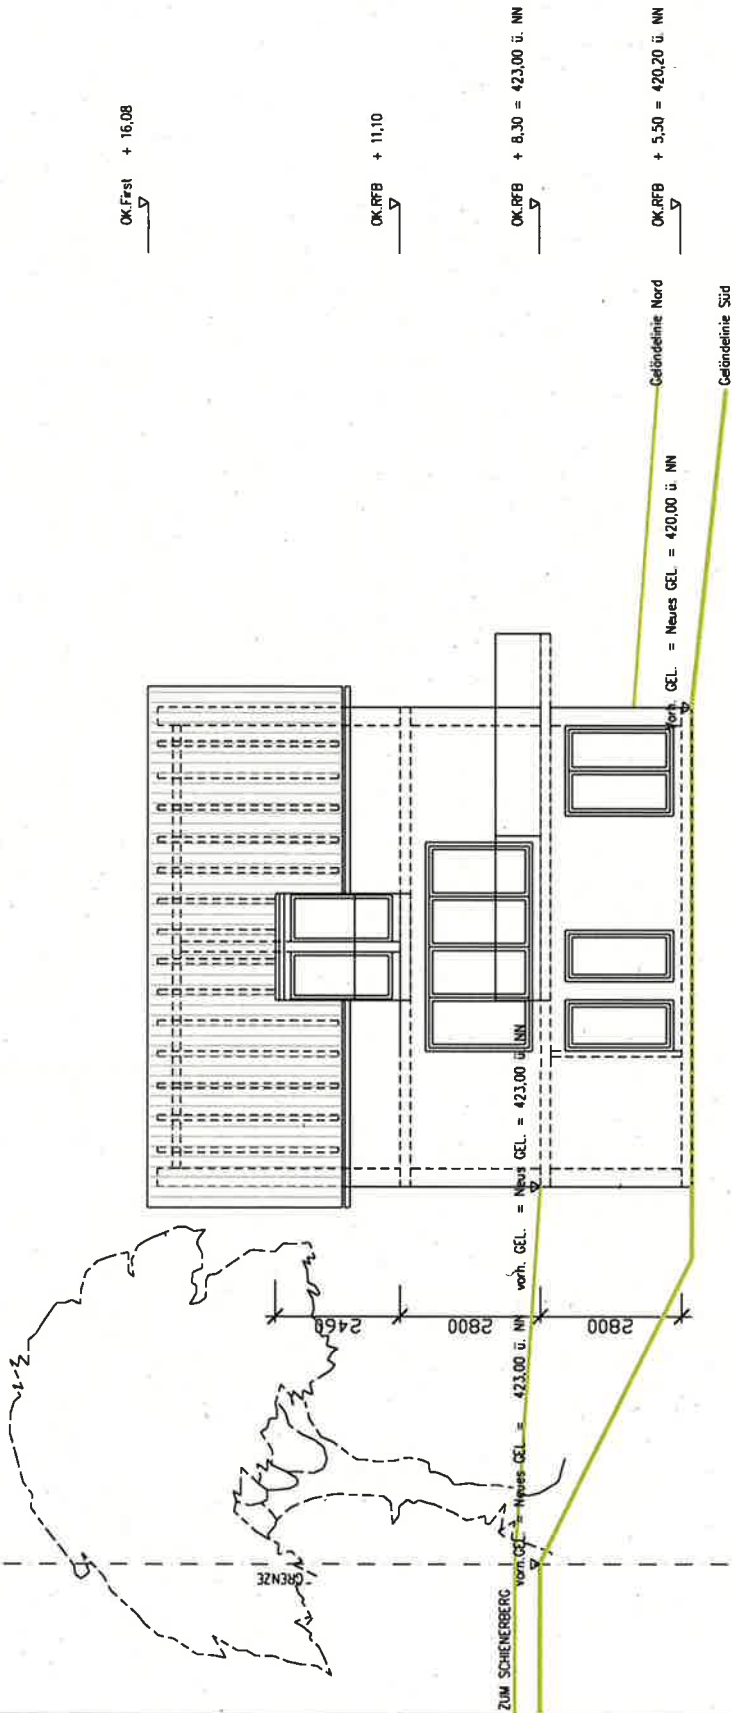 OK.First + 16,08
OK.RFB + 11,10
OK.RFB + 8,30 = 423,00 ü. NN
OK.RFB + 5,50 = 420,20 ü. NN
Geländelinie Nord
Geländelinie Süd
vorh. GEL. = Neues GEL. = 420,00 ü. NN
vorh. GEL. = Neus GEL. = 423,00 ü. NN
vorh.GEL. = Neues GEL. = 423,00 ü. NN
2460
2800
2800
GRENZE
ZUM SCHIENERBERG